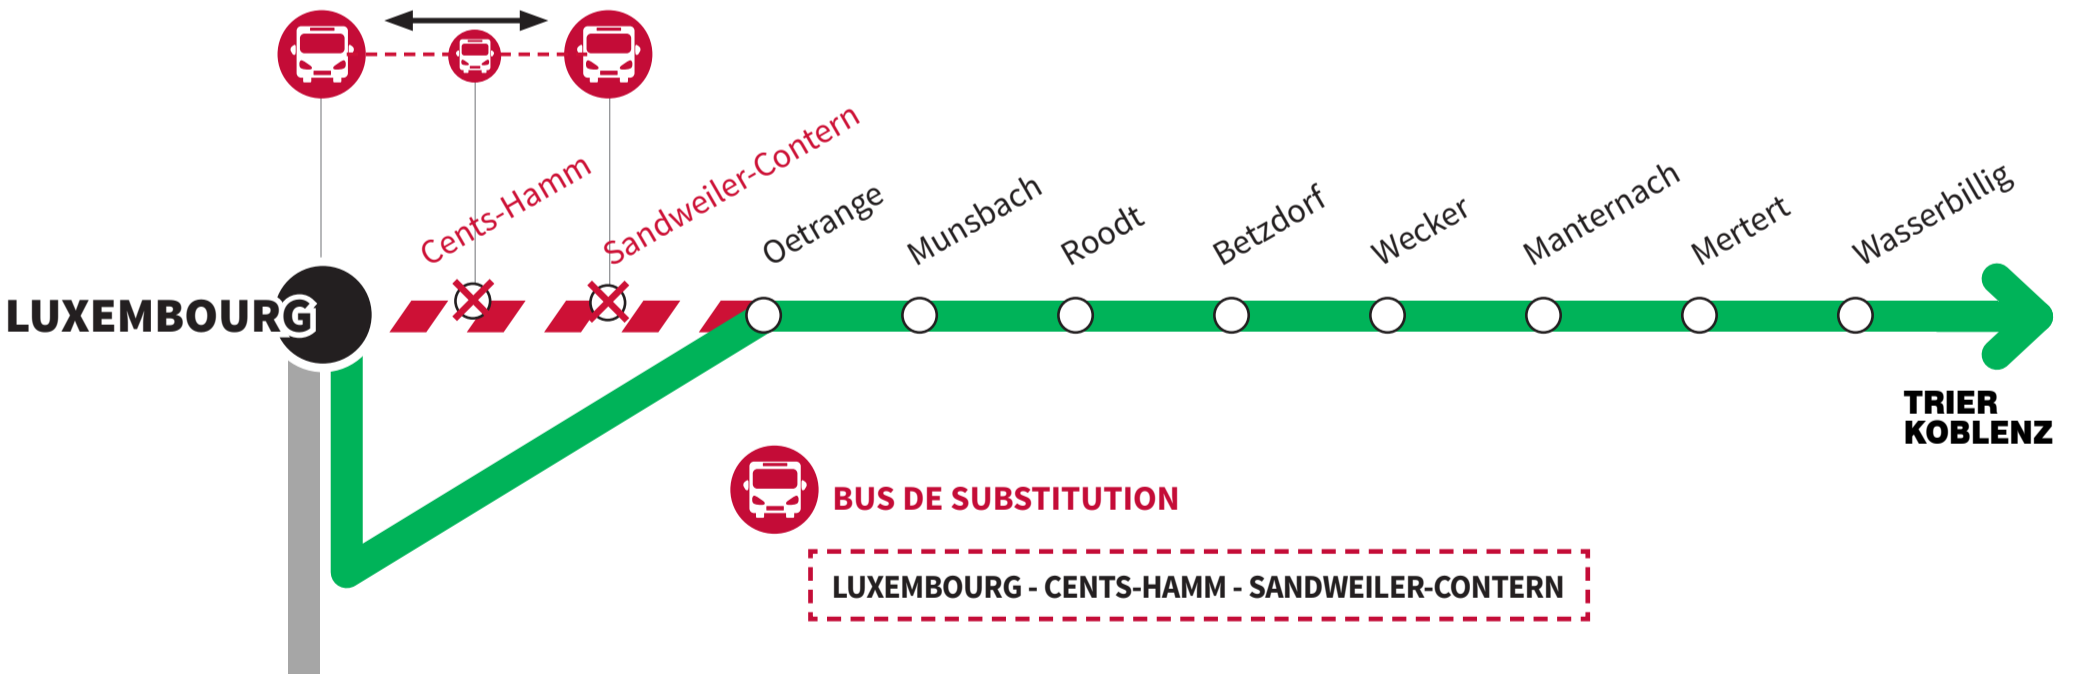 Cents-Hamm
Sandweiler-Contern
Oetrange
Munsbach
Roodt
Betzdorf
Wecker
Manternach
Mertert
Wasserbillig
LUXEMBOURG
TRIER
KOBLENZ
BUS DE SUBSTITUTION
LUXEMBOURG - CENTS-HAMM - SANDWEILER-CONTERN